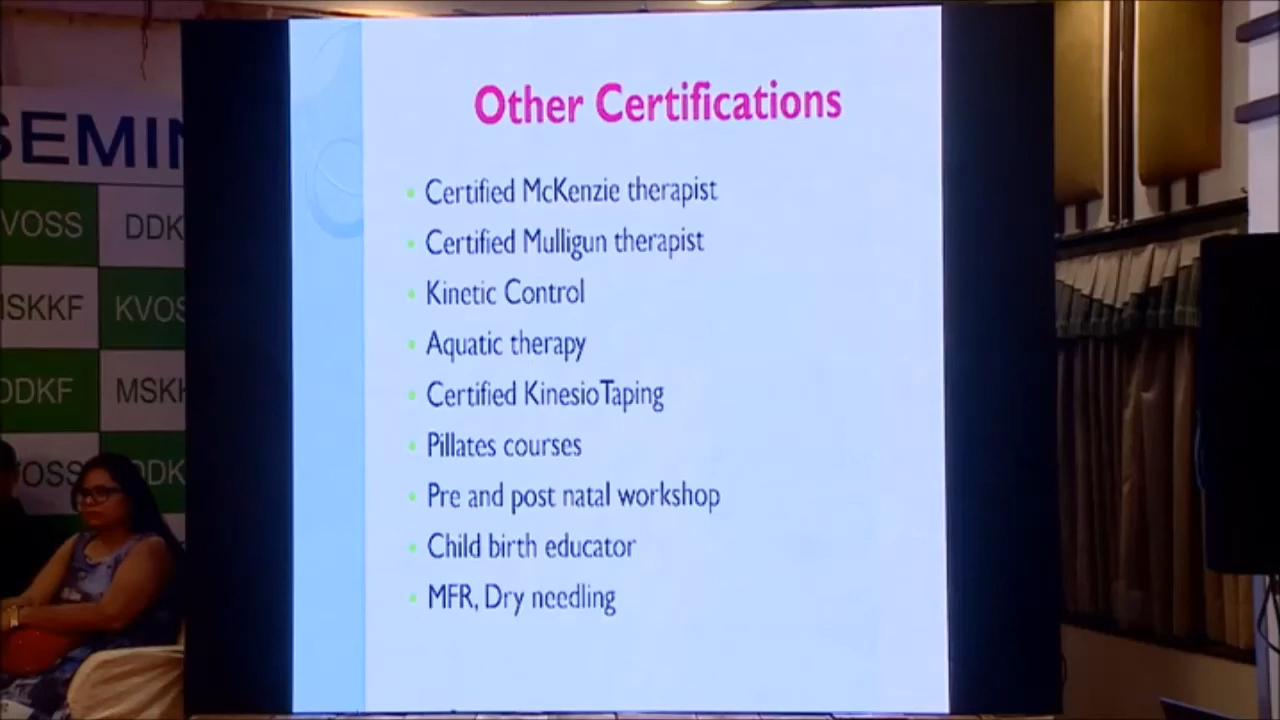 Other Certifications
Certified McKenzie therapist
Certified Mulligun therapist
Kinetic Control
Aquatic therapy
Certified KinesioTaping
Pillates courses
Pre and post natal workshop
Child birth educator
MFR, Dry needling
SEMIN
VOSS DDK
SKKF KVOS
DDKF MSKK
VOSS DDK